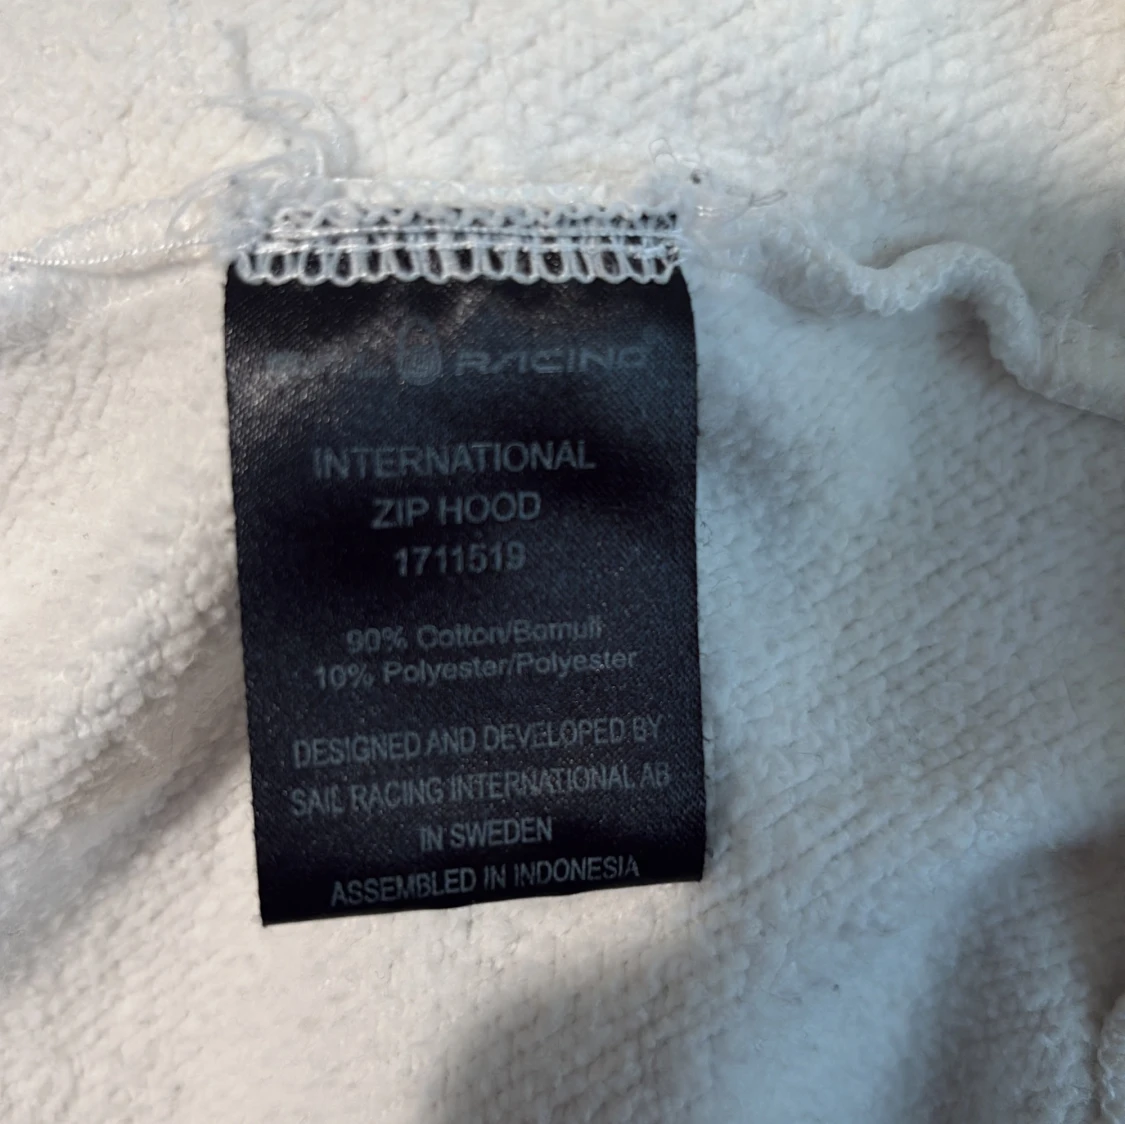 SAIL RACING
INTERNATIONAL
ZIP HOOD
1711519
90% Cotton/Bomull
10% Polyester/Polyester
DESIGNED AND DEVELOPED BY
SAIL RACING INTERNATIONAL AB
IN SWEDEN
ASSEMBLED IN INDONESIA